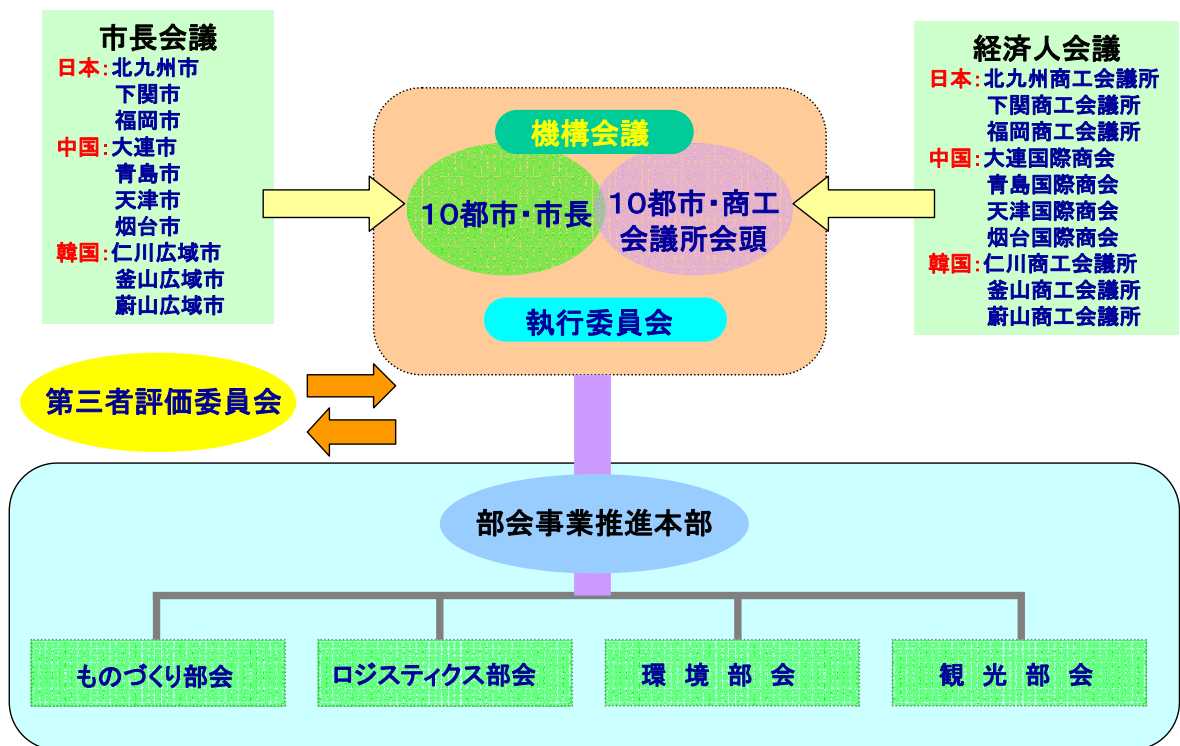 市長会議
日本：北九州市
下関市
福岡市
中国：大連市
青島市
天津市
烟台市
韓国：仁川広域市
釜山広域市
蔚山広域市
機構会議
１０都市・市長
１０都市・商工
会議所会頭
執行委員会
経済人会議
日本：北九州商工会議所
下関商工会議所
福岡商工会議所
中国：大連国際商会
青島国際商会
天津国際商会
烟台国際商会
韓国：仁川商工会議所
釜山商工会議所
蔚山商工会議所
第三者評価委員会
部会事業推進本部
ものづくり部会
ロジスティクス部会
環　境　部　会
観　光　部　会